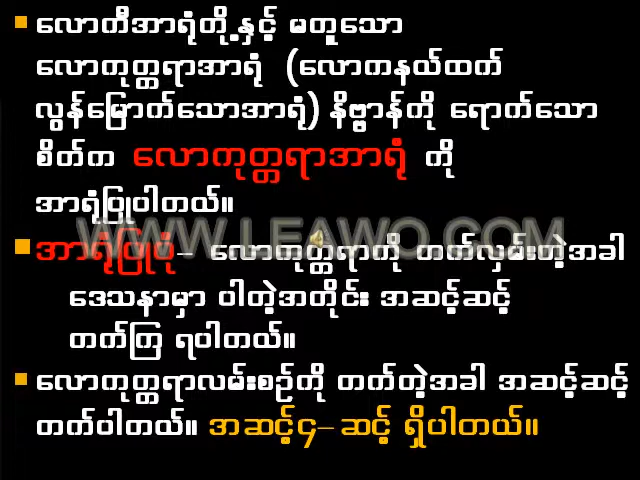 လောကီအာရုံတို့နှင့် မတူသော
လောကုတ္တရာအာရုံ (လောကနယ်ထက်
လွန်မြောက်သောအာရုံ) နိဗ္ဗာန်ကို ရောက်သော
စိတ်က လောကုတ္တရာအာရုံ ကို
အာရုံပြုပါတယ်။
WWW.LEAWO.COM
အာရုံပြုပုံ– လောကုတ္တရာကို တက်လှမ်းတဲ့အခါ
ဒေသနာမှာ ပါတဲ့အတိုင်း အဆင့်ဆင့်
တက်ကြ ရပါတယ်။
လောကုတ္တရာလမ်းစဉ်ကို တက်တဲ့အခါ အဆင့်ဆင့်
တက်ပါတယ်။ အဆင့်၄–ဆင့် ရှိပါတယ်။